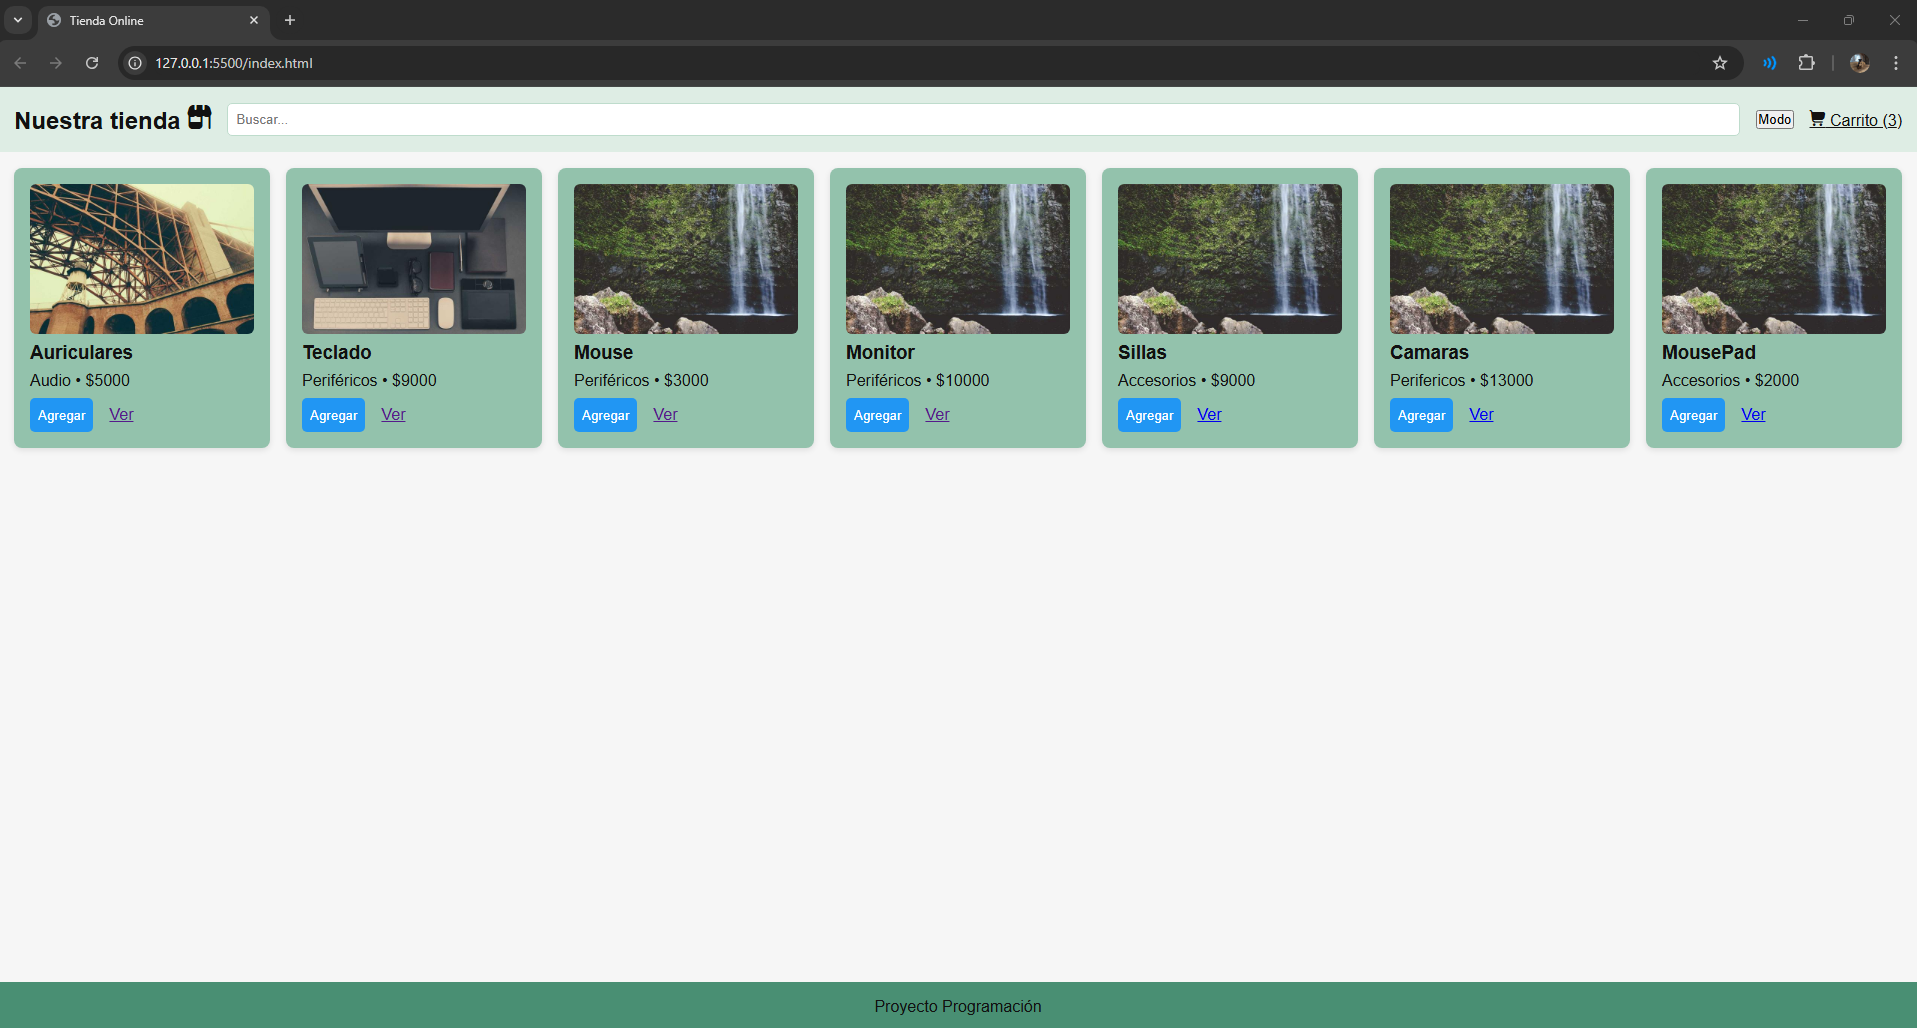 Tienda Online
127.0.0.1:5500/index.html
Nuestra tienda
Buscar...
Modo
Carrito (3)
Auriculares
Audio • $5000
Agregar Ver
Teclado
Periféricos • $9000
Agregar Ver
Mouse
Periféricos • $3000
Agregar Ver
Monitor
Periféricos • $10000
Agregar Ver
Sillas
Accesorios • $9000
Agregar Ver
Camaras
Perifericos • $13000
Agregar Ver
MousePad
Accesorios • $2000
Agregar Ver
Proyecto Programación